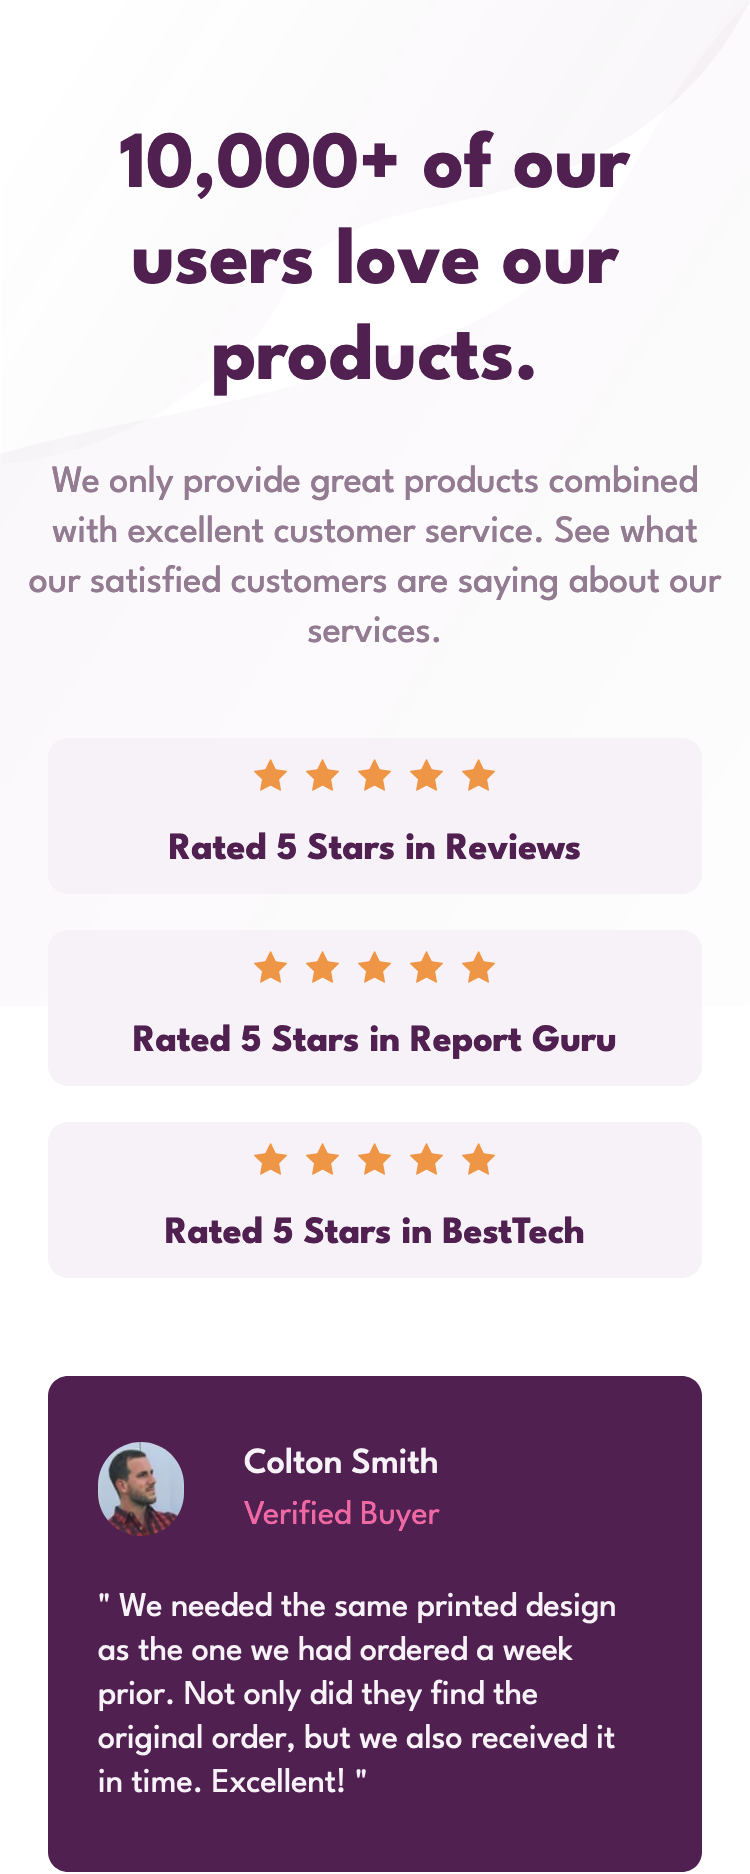 10,000+ of our
users love our
products.
We only provide great products combined
with excellent customer service. See what
our satisfied customers are saying about our
services.
Rated 5 Stars in Reviews
Rated 5 Stars in Report Guru
Rated 5 Stars in BestTech
Colton Smith
Verified Buyer
" We needed the same printed design
as the one we had ordered a week
prior. Not only did they find the
original order, but we also received it
in time. Excellent! "